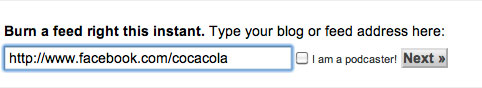 Burn a feed right this instant. Type your blog or feed address here:
http://www.facebook.com/cocacola I am a podcaster! Next »